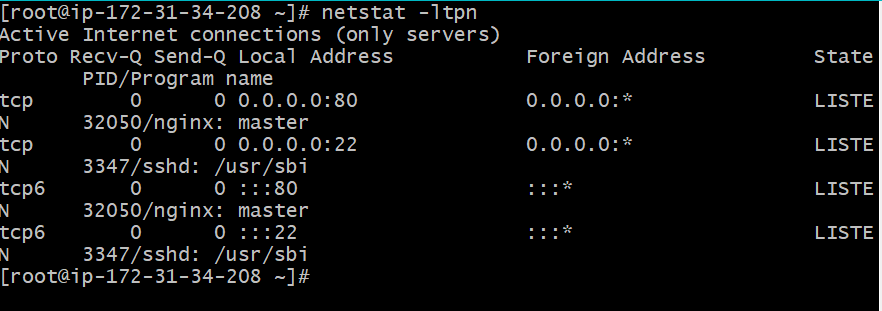 [root@ip-172-31-34-208 ~]# netstat -ltpn
Active Internet connections (only servers)
Proto Recv-Q Send-Q Local Address           Foreign Address         State
       PID/Program name
tcp        0      0 0.0.0.0:80              0.0.0.0:*               LISTE
N      32050/nginx: master
tcp        0      0 0.0.0.0:22              0.0.0.0:*               LISTE
N      3347/sshd: /usr/sbi
tcp6       0      0 :::80                   :::*                    LISTE
N      32050/nginx: master
tcp6       0      0 :::22                   :::*                    LISTE
N      3347/sshd: /usr/sbi
[root@ip-172-31-34-208 ~]#